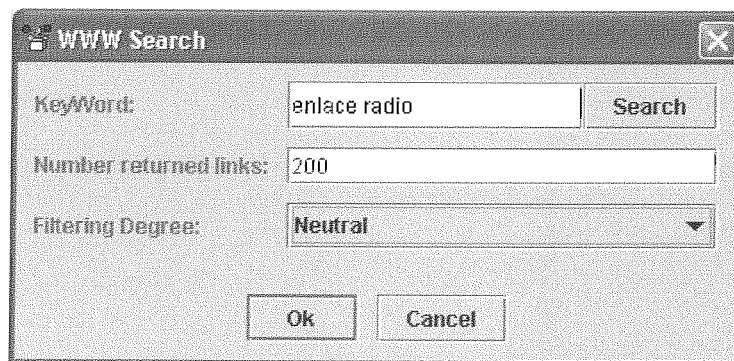 WWW Search
KeyWord: enlace radio Search
Number returned links: 200
Filtering Degree: Neutral
Ok Cancel